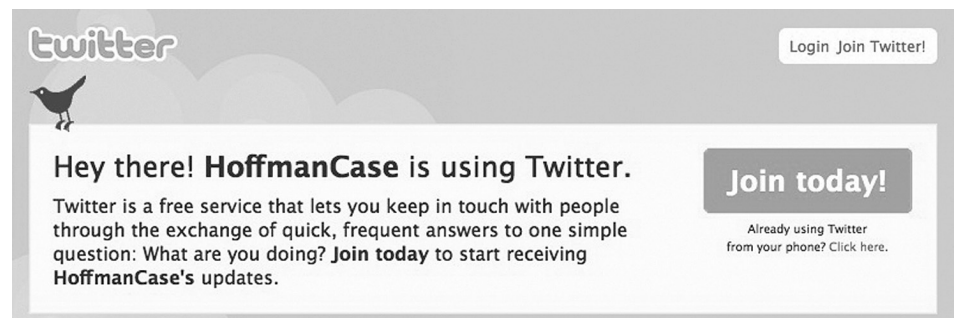 twitter
Login Join Twitter!
Hey there! HoffmanCase is using Twitter.
Twitter is a free service that lets you keep in touch with people
through the exchange of quick, frequent answers to one simple
question: What are you doing? Join today to start receiving
HoffmanCase's updates.
Join today!
Already using Twitter
from your phone? Click here.